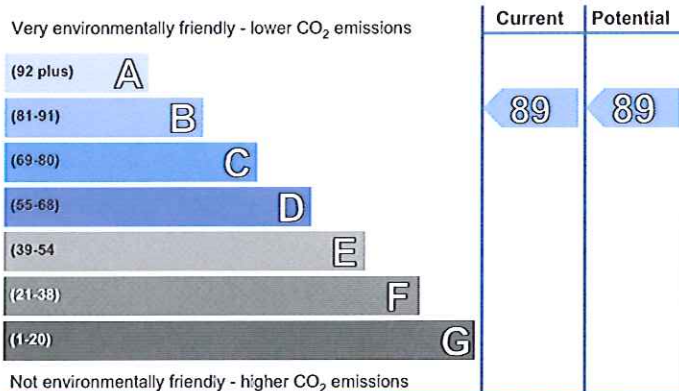 Current Potential
Very environmentally friendly - lower CO₂ emissions
(92 plus) A
(81-91) B 89 89
(69-80) C
(55-68) D
(39-54 E
(21-38) F
(1-20) G
Not environmentally friendly - higher CO₂ emissions